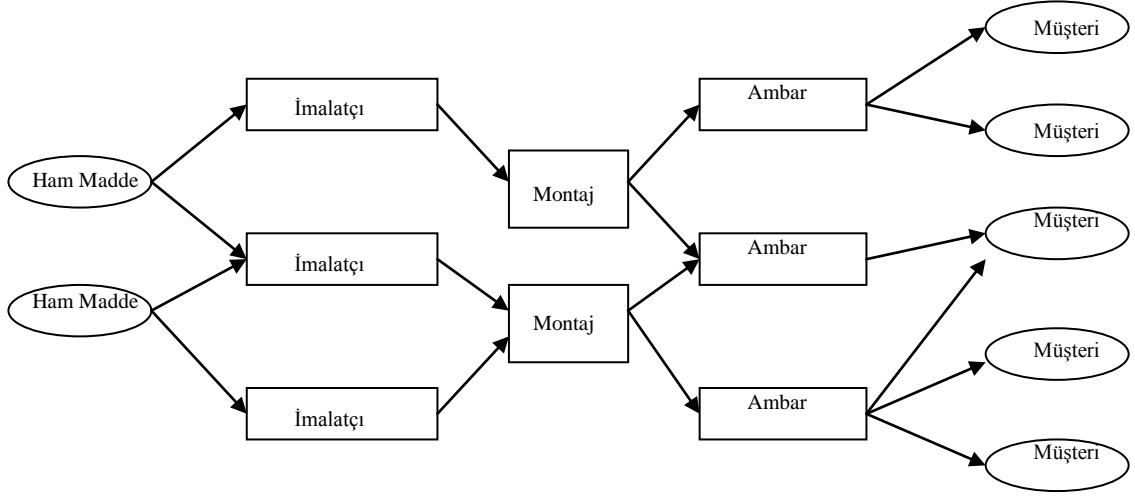 Müşteri
İmalatçı
Ambar
Müşteri
Ham Madde
Montaj
Müşteri
İmalatçı
Ambar
Ham Madde
Montaj
Müşteri
İmalatçı
Ambar
Müşteri